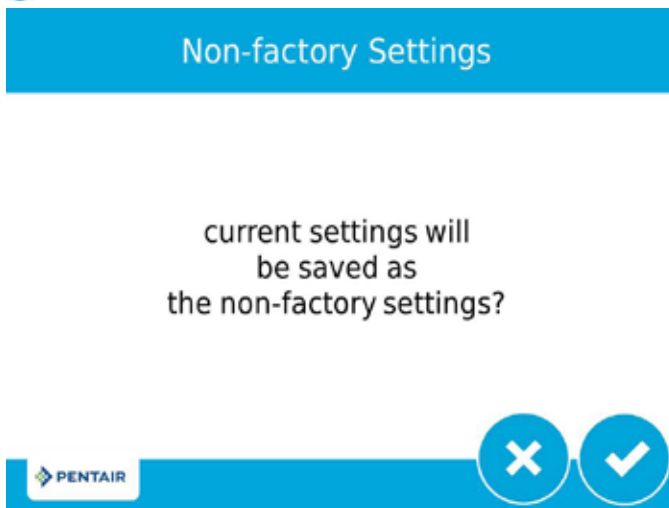 Non-factory Settings
current settings will
be saved as
the non-factory settings?
PENTAIR